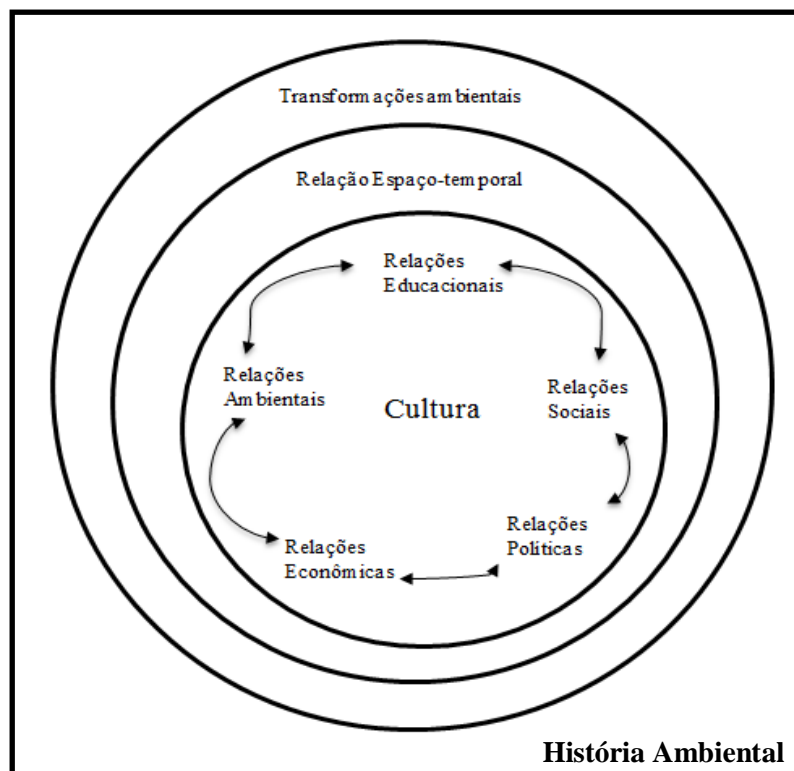 Transformações ambientais
Relação Espaço-temporal
Relações
Educacionais
Relações
Ambientais
Cultura
Relações
Sociais
Relações
Políticas
Relações
Econômicas
História Ambiental